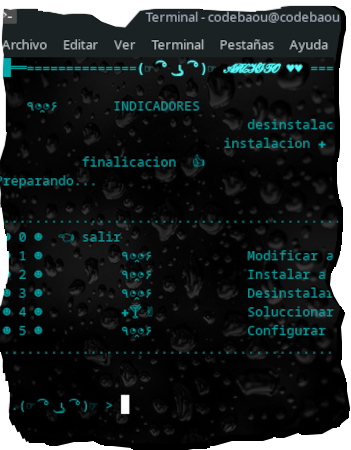 Terminal - codebaou@codebaou
Archivo Editar Ver Terminal Pestañas Ayuda
INDICADORES
desinstalac
instalacion +
finalicacion 👍
Preparando...
0 ☻ 👈 salir
1 ☻ Modificar a
2 ☻ Instalar a
3 ☻ Desinstalar
4 ☻ Soluccionar
5 ☻ Configurar
.(☞ ͡° ͜ʖ ͡°)☞ >